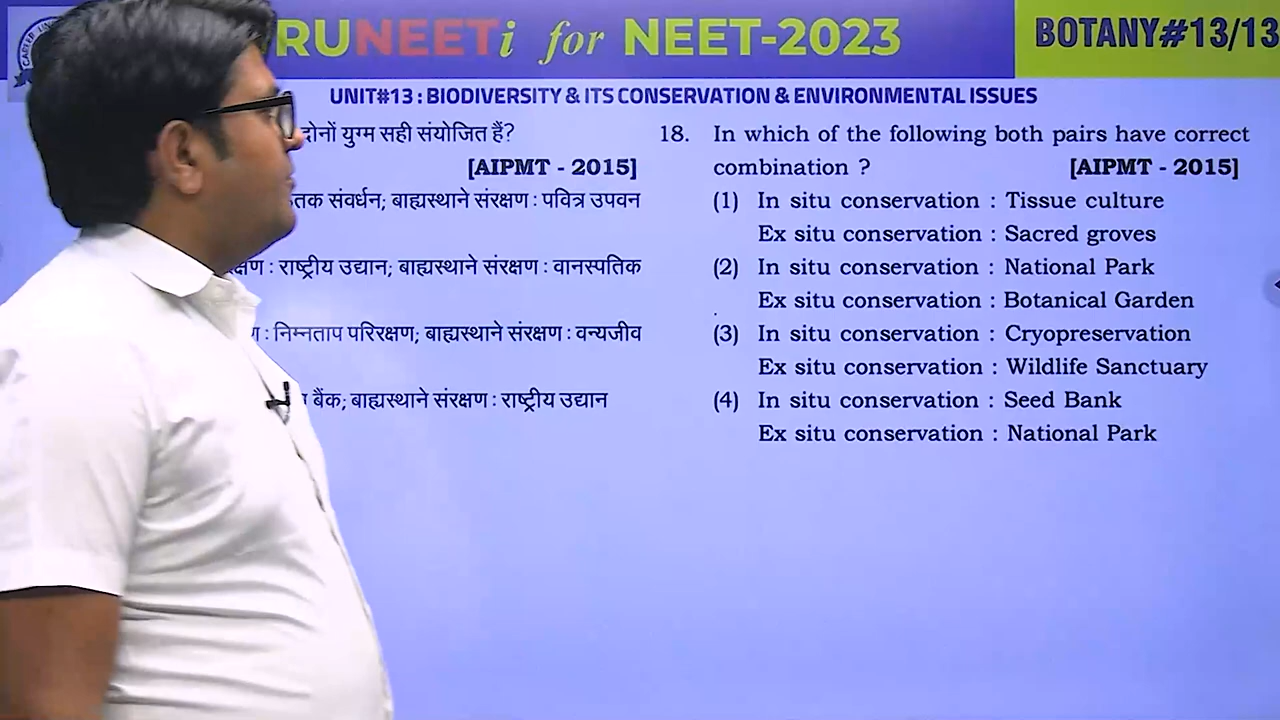 RUNEETi for NEET-2023
BOTANY#13/13
UNIT#13 : BIODIVERSITY & ITS CONSERVATION & ENVIRONMENTAL ISSUES
दोनों युग्म सही संयोजित हैं?
[AIPMT - 2015]
संवर्धन; बाह्यस्थाने संरक्षण : पवित्र उपवन
: राष्ट्रीय उद्यान; बाह्यस्थाने संरक्षण : वानस्पतिक
: निम्नताप परिरक्षण; बाह्यस्थाने संरक्षण : वन्यजीव
बैंक; बाह्यस्थाने संरक्षण : राष्ट्रीय उद्यान
18. In which of the following both pairs have correct
combination ? [AIPMT - 2015]
(1) In situ conservation : Tissue culture
Ex situ conservation : Sacred groves
(2) In situ conservation : National Park
Ex situ conservation : Botanical Garden
(3) In situ conservation : Cryopreservation
Ex situ conservation : Wildlife Sanctuary
(4) In situ conservation : Seed Bank
Ex situ conservation : National Park